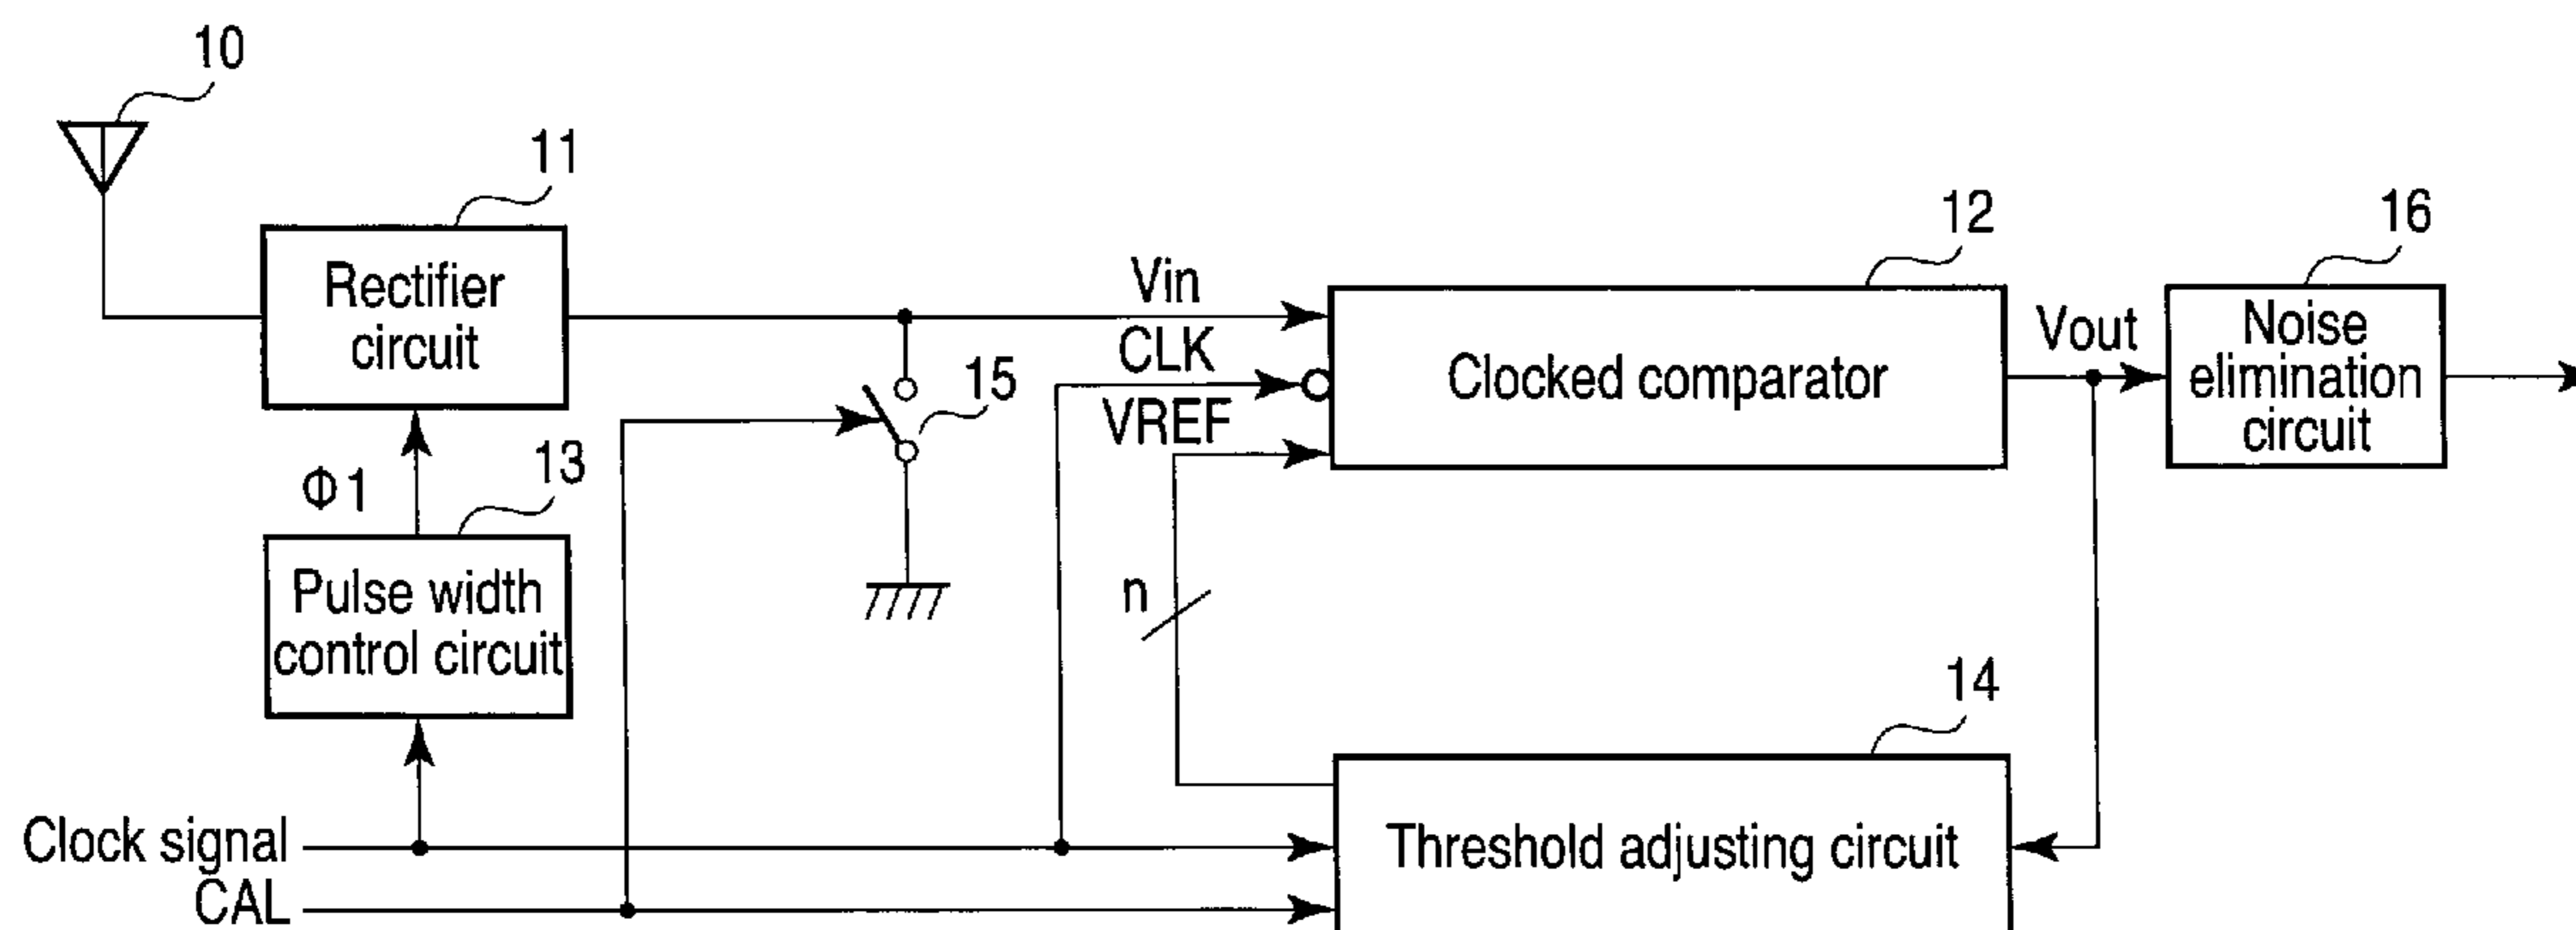 10
11
Rectifier
circuit
Vin
CLK
VREF
12
Clocked comparator
Vout
16
Noise
elimination
circuit
15
Φ1
13
Pulse width
control circuit
n
14
Threshold adjusting circuit
Clock signal
CAL